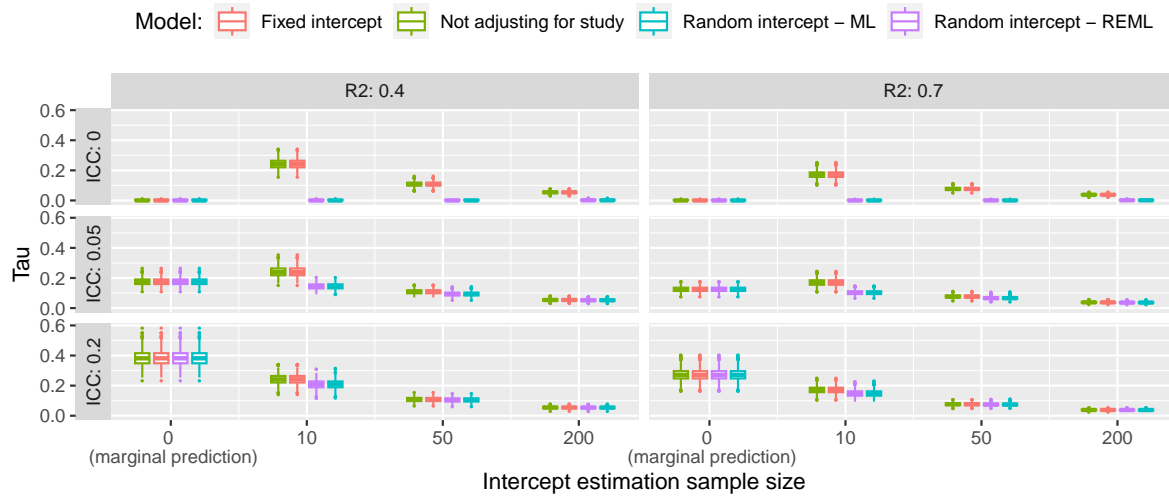 Model: Fixed intercept Not adjusting for study Random intercept − ML Random intercept − REML
R2: 0.4 R2: 0.7
Tau
ICC: 0
0.6
0.4
0.2
0.0
ICC: 0.05
0.6
0.4
0.2
0.0
ICC: 0.2
0.6
0.4
0.2
0.0
0 10 50 200 0 10 50 200
(marginal prediction) (marginal prediction)
Intercept estimation sample size